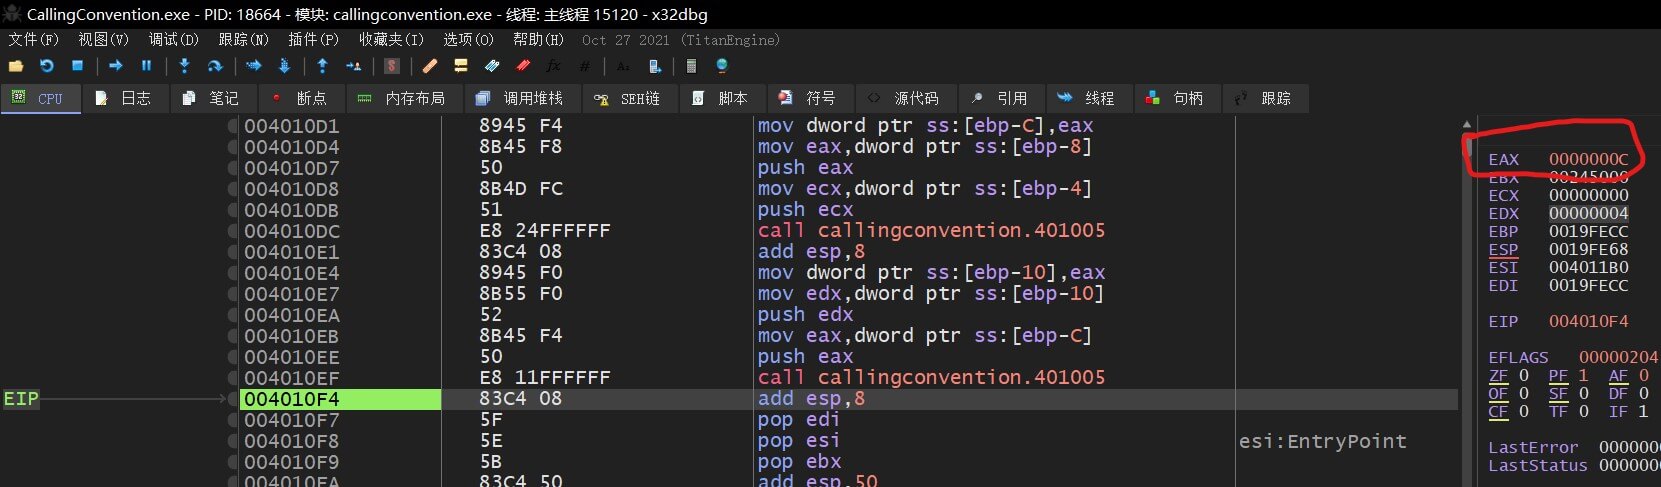 CallingConvention.exe - PID: 18664 - 模块: callingconvention.exe - 线程: 主线程 15120 - x32dbg
文件(F) 视图(V) 调试(D) 跟踪(N) 插件(P) 收藏夹(I) 选项(O) 帮助(H) Oct 27 2021 (TitanEngine)
CPU 日志 笔记 断点 内存布局 调用堆栈 SEH链 脚本 符号 源代码 引用 线程 句柄 跟踪
004010D1 8945 F4 mov dword ptr ss:[ebp-C],eax
004010D4 8B45 F8 mov eax,dword ptr ss:[ebp-8]
004010D7 50 push eax
004010D8 8B4D FC mov ecx,dword ptr ss:[ebp-4]
004010DB 51 push ecx
004010DC E8 24FFFFFF call callingconvention.401005
004010E1 83C4 08 add esp,8
004010E4 8945 F0 mov dword ptr ss:[ebp-10],eax
004010E7 8B55 F0 mov edx,dword ptr ss:[ebp-10]
004010EA 52 push edx
004010EB 8B45 F4 mov eax,dword ptr ss:[ebp-C]
004010EE 50 push eax
004010EF E8 11FFFFFF call callingconvention.401005
EIP 004010F4 83C4 08 add esp,8
004010F7 5F pop edi
004010F8 5E pop esi esi:EntryPoint
004010F9 5B pop ebx
004010FA 83C4 50 add esp,50
EAX 0000000C
EBX 00245000
ECX 00000000
EDX 00000004
EBP 0019FECC
ESP 0019FE68
ESI 004011B0
EDI 0019FECC
EIP 004010F4
EFLAGS 00000204
ZF 0 PF 1 AF 0
OF 0 SF 0 DF 0
CF 0 TF 0 IF 1
LastError 0000000
LastStatus 0000000